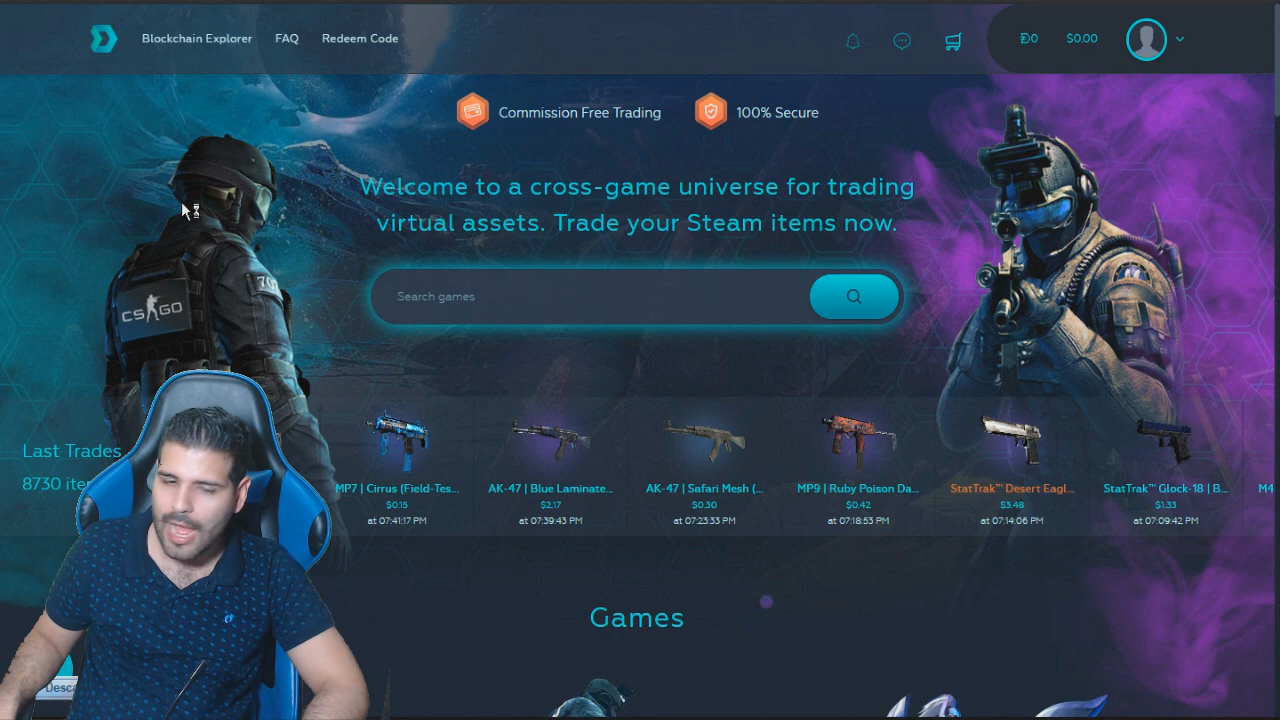 Blockchain Explorer FAQ Redeem Code
0 $0.00
Commission Free Trading 100% Secure
Welcome to a cross-game universe for trading
virtual assets. Trade your Steam items now.
Search games
CS GO
Last Trades
8730
MP7 | Cirrus (Field-Tes...
$0.15
at 07:41:17 PM
AK-47 | Blue Laminate...
$2.17
at 07:39:43 PM
AK-47 | Safari Mesh (...
$0.30
at 07:23:33 PM
MP9 | Ruby Poison Da...
$0.42
at 07:18:53 PM
StatTrak™ Desert Eagl...
$3.48
at 07:14:06 PM
StatTrak™ Glock-18 | B...
$1.33
at 07:09:42 PM
M4
Games
Desca